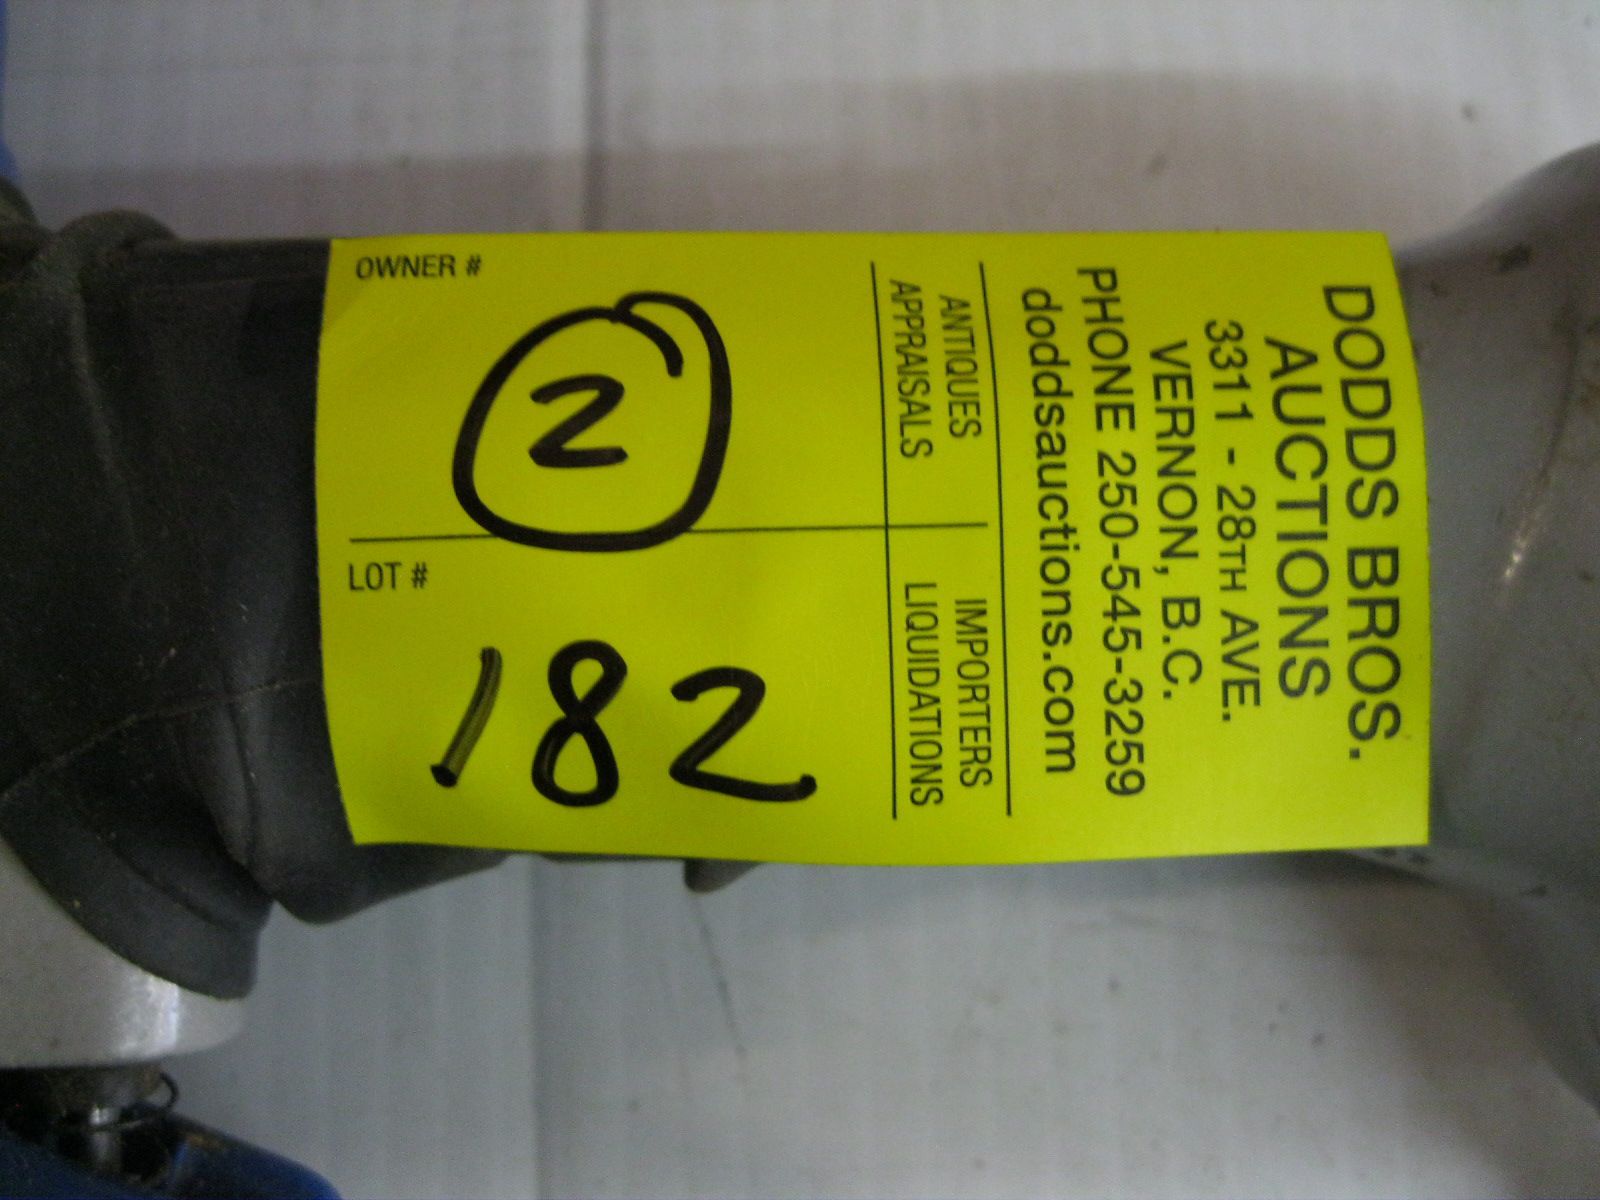 DODDS BROS.
AUCTIONS
3311 - 28TH AVE.
VERNON, B.C.
PHONE 250-545-3259
doddsauctions.com
ANTIQUES
APPRAISALS
IMPORTERS
LIQUIDATIONS
OWNER #
2
LOT #
182